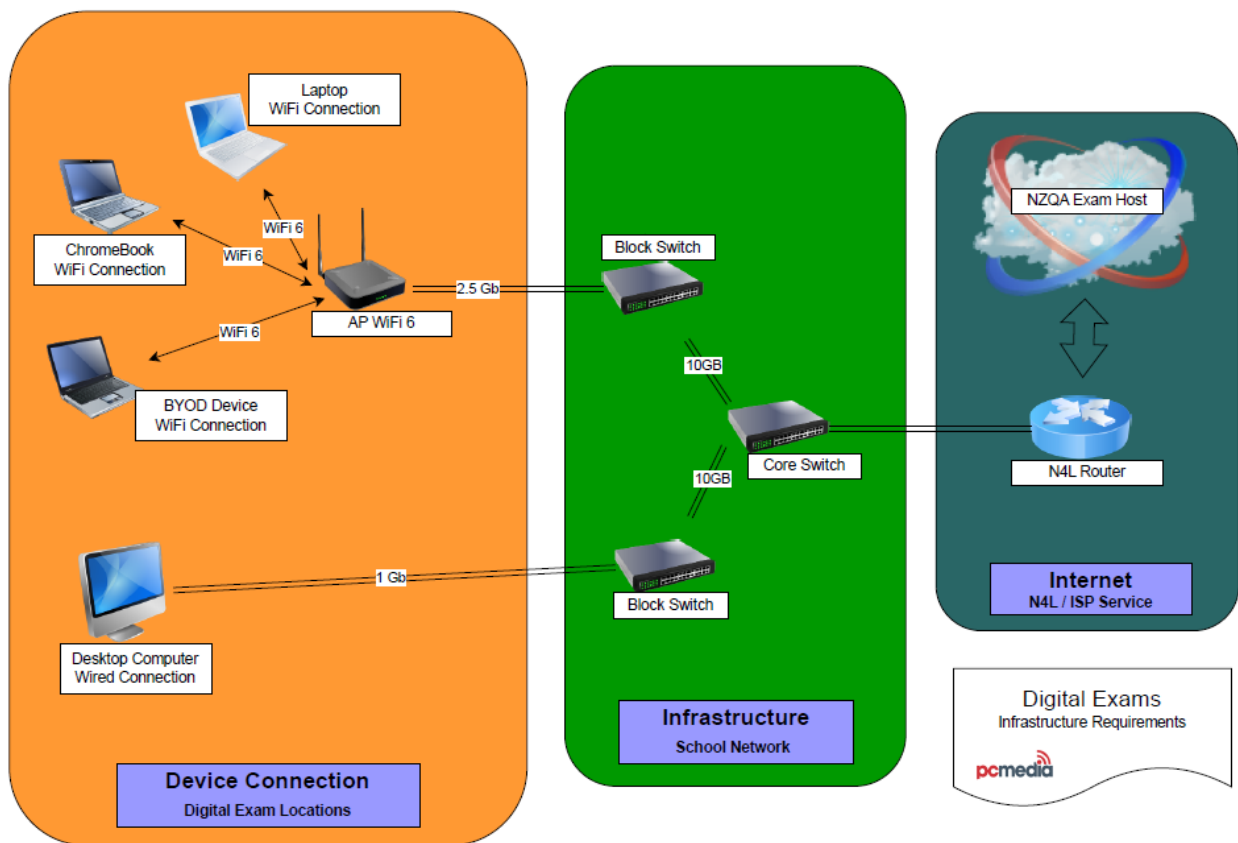 Laptop
WiFi Connection
ChromeBook
WiFi Connection
WiFi 6
WiFi 6
WiFi 6
AP WiFi 6
BYOD Device
WiFi Connection
2.5 Gb
1 Gb
Desktop Computer
Wired Connection
Device Connection
Digital Exam Locations
Block Switch
10GB
Core Switch
10GB
Block Switch
Infrastructure
School Network
NZQA Exam Host
N4L Router
Internet
N4L / ISP Service
Digital Exams
Infrastructure Requirements
pcmedia